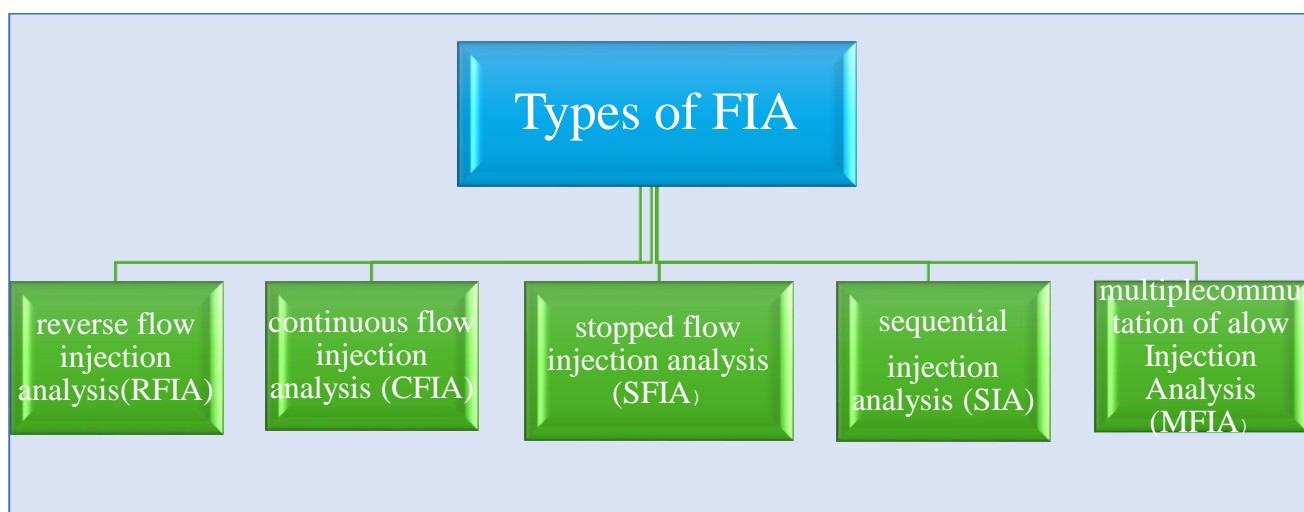 Types of FIA
reverse flow
injection
analysis(RFIA)
continuous flow
injection
analysis (CFIA)
stopped flow
injection analysis
(SFIA)
sequential
injection
analysis (SIA)
multiplecommu
tation of alow
Injection
Analysis
(MFIA)